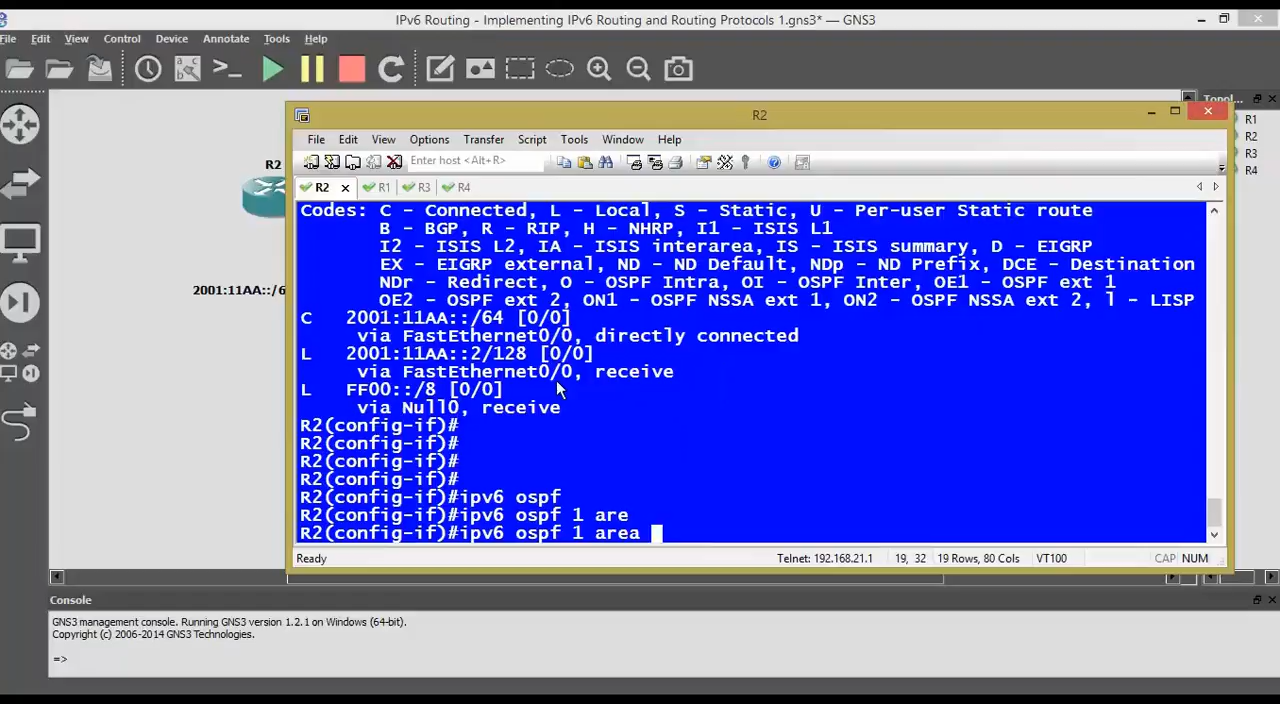 IPv6 Routing - Implementing IPv6 Routing and Routing Protocols 1.gns3* — GNS3
File Edit View Control Device Annotate Tools Help
Topol...
R1
R2
R3
R4
R2
2001:11AA::/6
R2
File Edit View Options Transfer Script Tools Window Help
Enter host <Alt+R>
R2 R1 R3 R4
Codes: C - Connected, L - Local, S - Static, U - Per-user Static route
B - BGP, R - RIP, H - NHRP, I1 - ISIS L1
I2 - ISIS L2, IA - ISIS interarea, IS - ISIS summary, D - EIGRP
EX - EIGRP external, ND - ND Default, NDp - ND Prefix, DCE - Destination
NDr - Redirect, O - OSPF Intra, OI - OSPF Inter, OE1 - OSPF ext 1
OE2 - OSPF ext 2, ON1 - OSPF NSSA ext 1, ON2 - OSPF NSSA ext 2, l - LISP
C 2001:11AA::/64 [0/0]
via FastEthernet0/0, directly connected
L 2001:11AA::2/128 [0/0]
via FastEthernet0/0, receive
L FF00::/8 [0/0]
via Null0, receive
R2(config-if)#
R2(config-if)#
R2(config-if)#
R2(config-if)#
R2(config-if)#ipv6 ospf
R2(config-if)#ipv6 ospf 1 are
R2(config-if)#ipv6 ospf 1 area
Ready Telnet: 192.168.21.1 19, 32 19 Rows, 80 Cols VT100 CAP NUM
Console
GNS3 management console. Running GNS3 version 1.2.1 on Windows (64-bit).
Copyright (c) 2006-2014 GNS3 Technologies.
=>